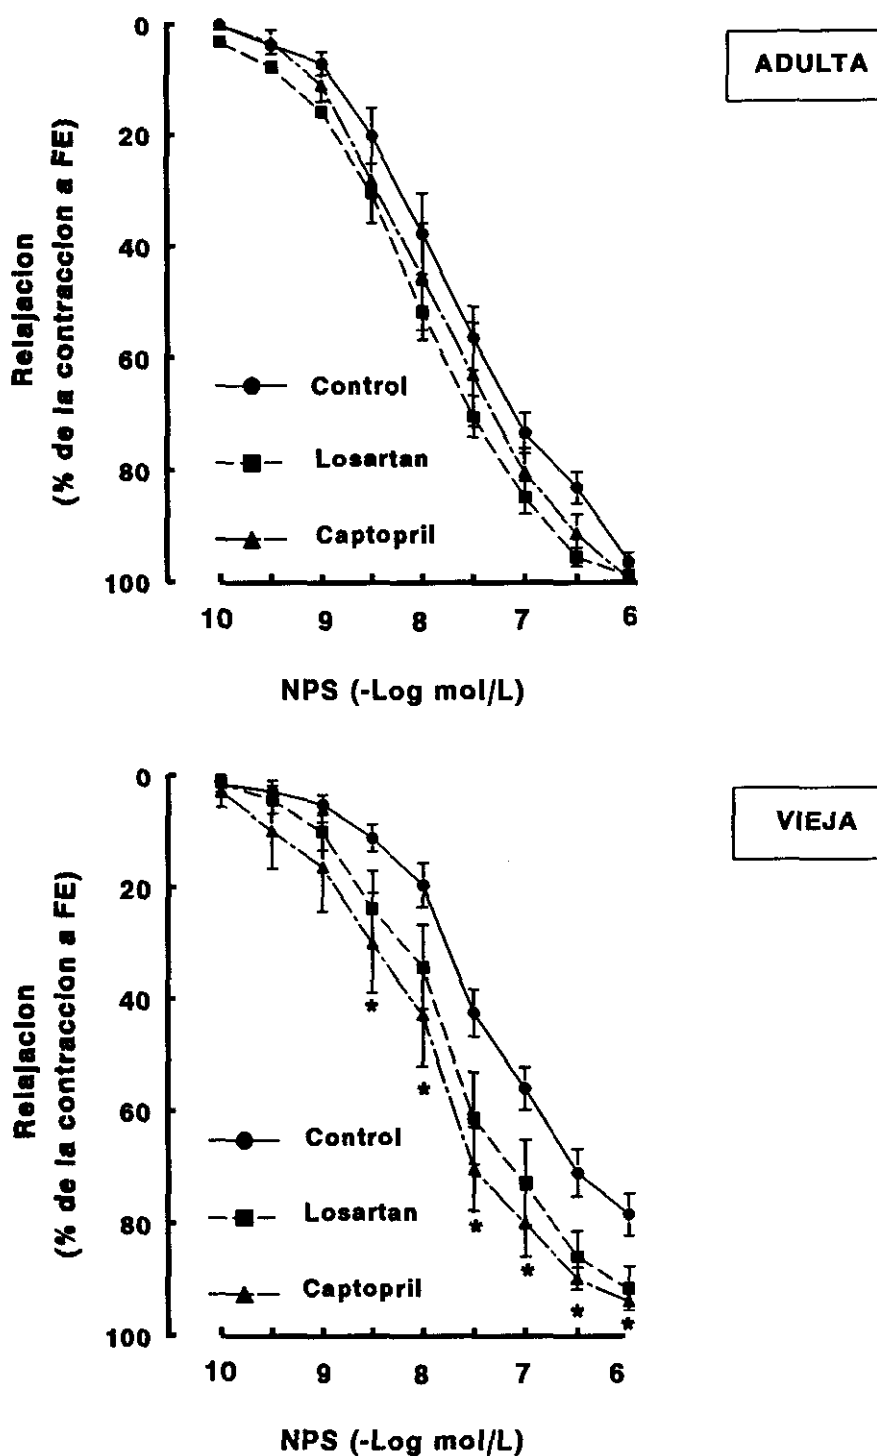 ADULTA
Relajacion
(% de la contraccion a FE)
0
20
40
60
80
100
Control
Losartan
Captopril
10 9 8 7 6
NPS (-Log mol/L)
VIEJA
Relajacion
(% de la contraccion a FE)
0
20
40
60
80
100
*
*
*
*
*
*
Control
Losartan
Captopril
10 9 8 7 6
NPS (-Log mol/L)